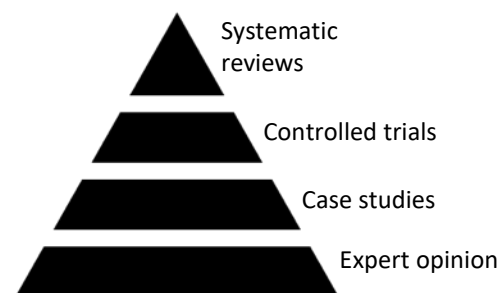 Systematic
reviews
Controlled trials
Case studies
Expert opinion